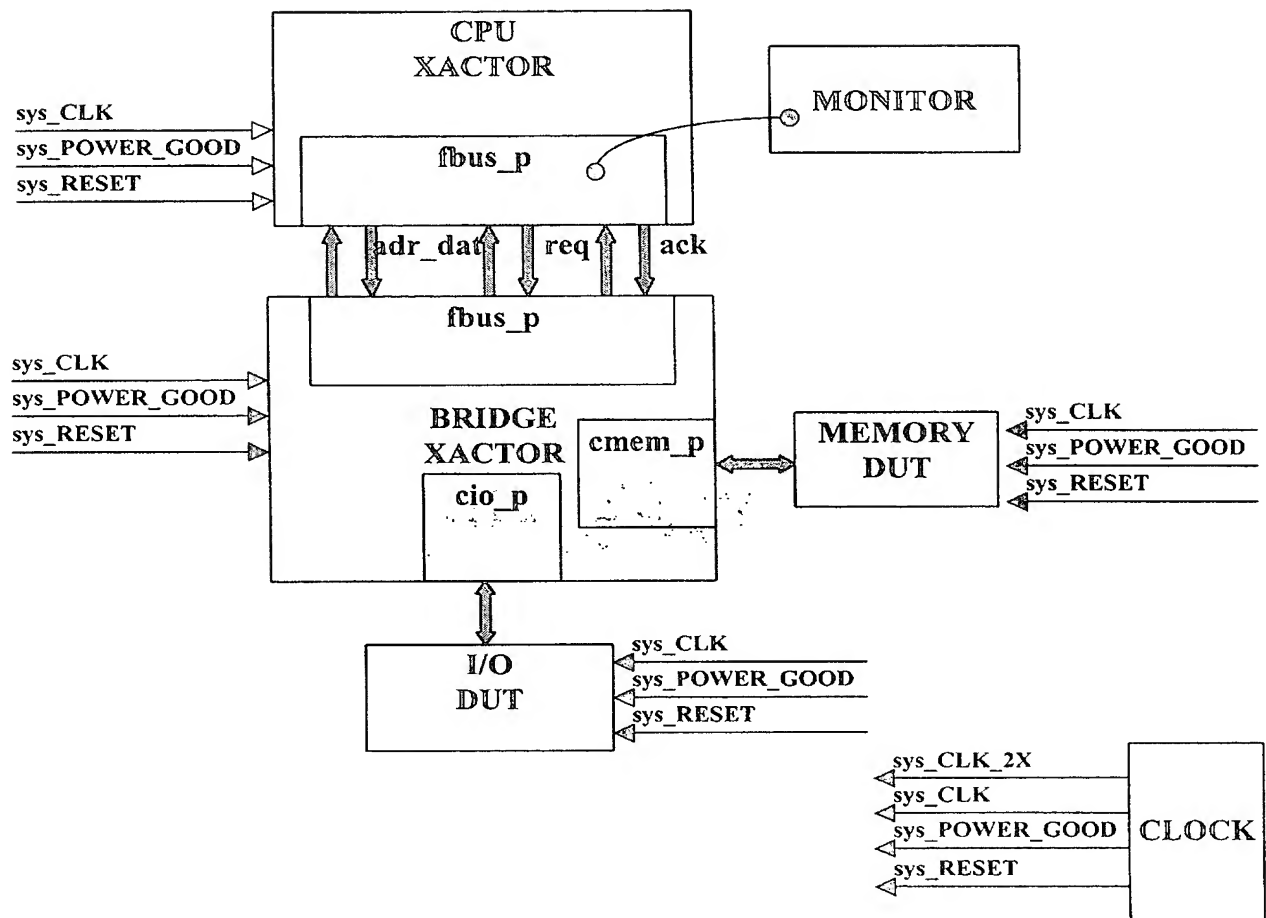 CPU
XACTOR
MONITOR
sys_CLK
sys_POWER_GOOD
sys_RESET
fbus_p
adr_dat
req
ack
fbus_p
sys_CLK
sys_POWER_GOOD
sys_RESET
BRIDGE
XACTOR
cmem_p
cio_p
MEMORY
DUT
sys_CLK
sys_POWER_GOOD
sys_RESET
I/O
DUT
sys_CLK
sys_POWER_GOOD
sys_RESET
sys_CLK_2X
sys_CLK
sys_POWER_GOOD
sys_RESET
CLOCK